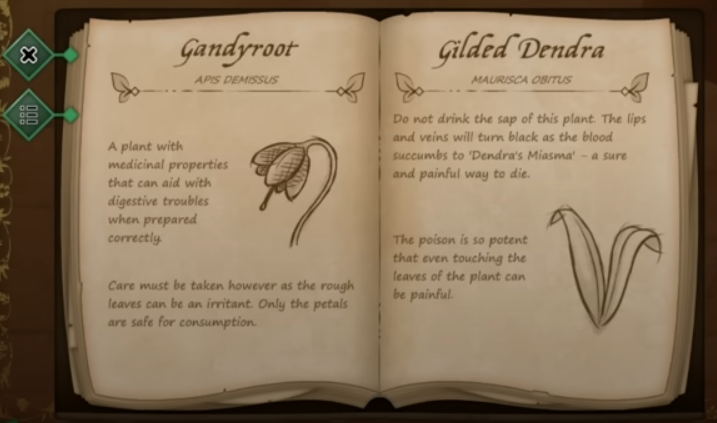 Gandyroot
APIS DEMISSUS
A plant with
medicinal properties
that can aid with
digestive troubles
when prepared
correctly.
Care must be taken however as the rough
leaves can be an irritant. Only the petals
are safe for consumption.
Gilded Dendra
MAURISCA OBITUS
Do not drink the sap of this plant. The lips
and veins will turn black as the blood
succumbs to 'Dendra's Miasma' - a sure
and painful way to die.
The poison is so potent
that even touching the
leaves of the plant can
be painful.